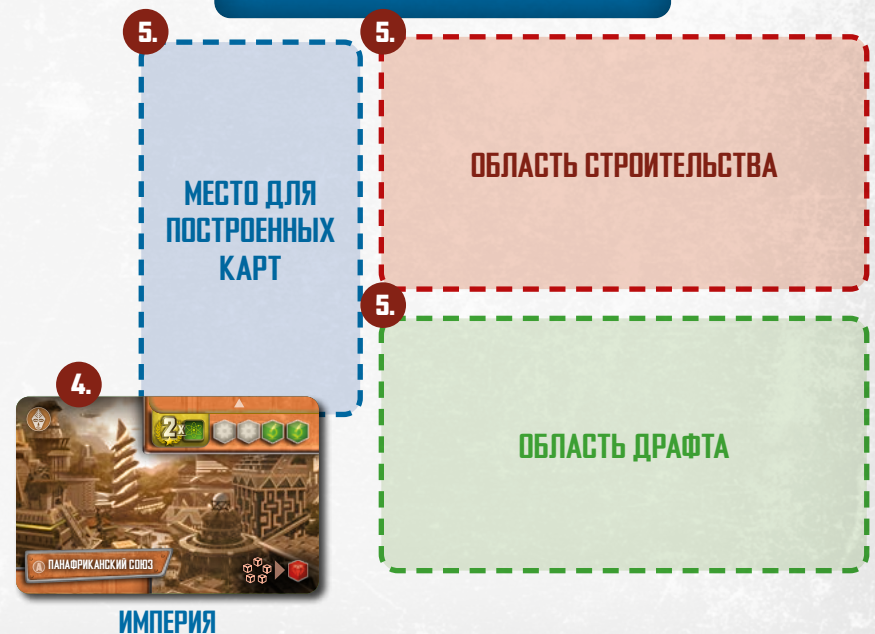 5.
МЕСТО ДЛЯ
ПОСТРОЕННЫХ
КАРТ
5.
ОБЛАСТЬ СТРОИТЕЛЬСТВА
5.
ОБЛАСТЬ ДРАФТА
4.
2x
A ПАНАФРИКАНСКИЙ СОЮЗ
ИМПЕРИЯ